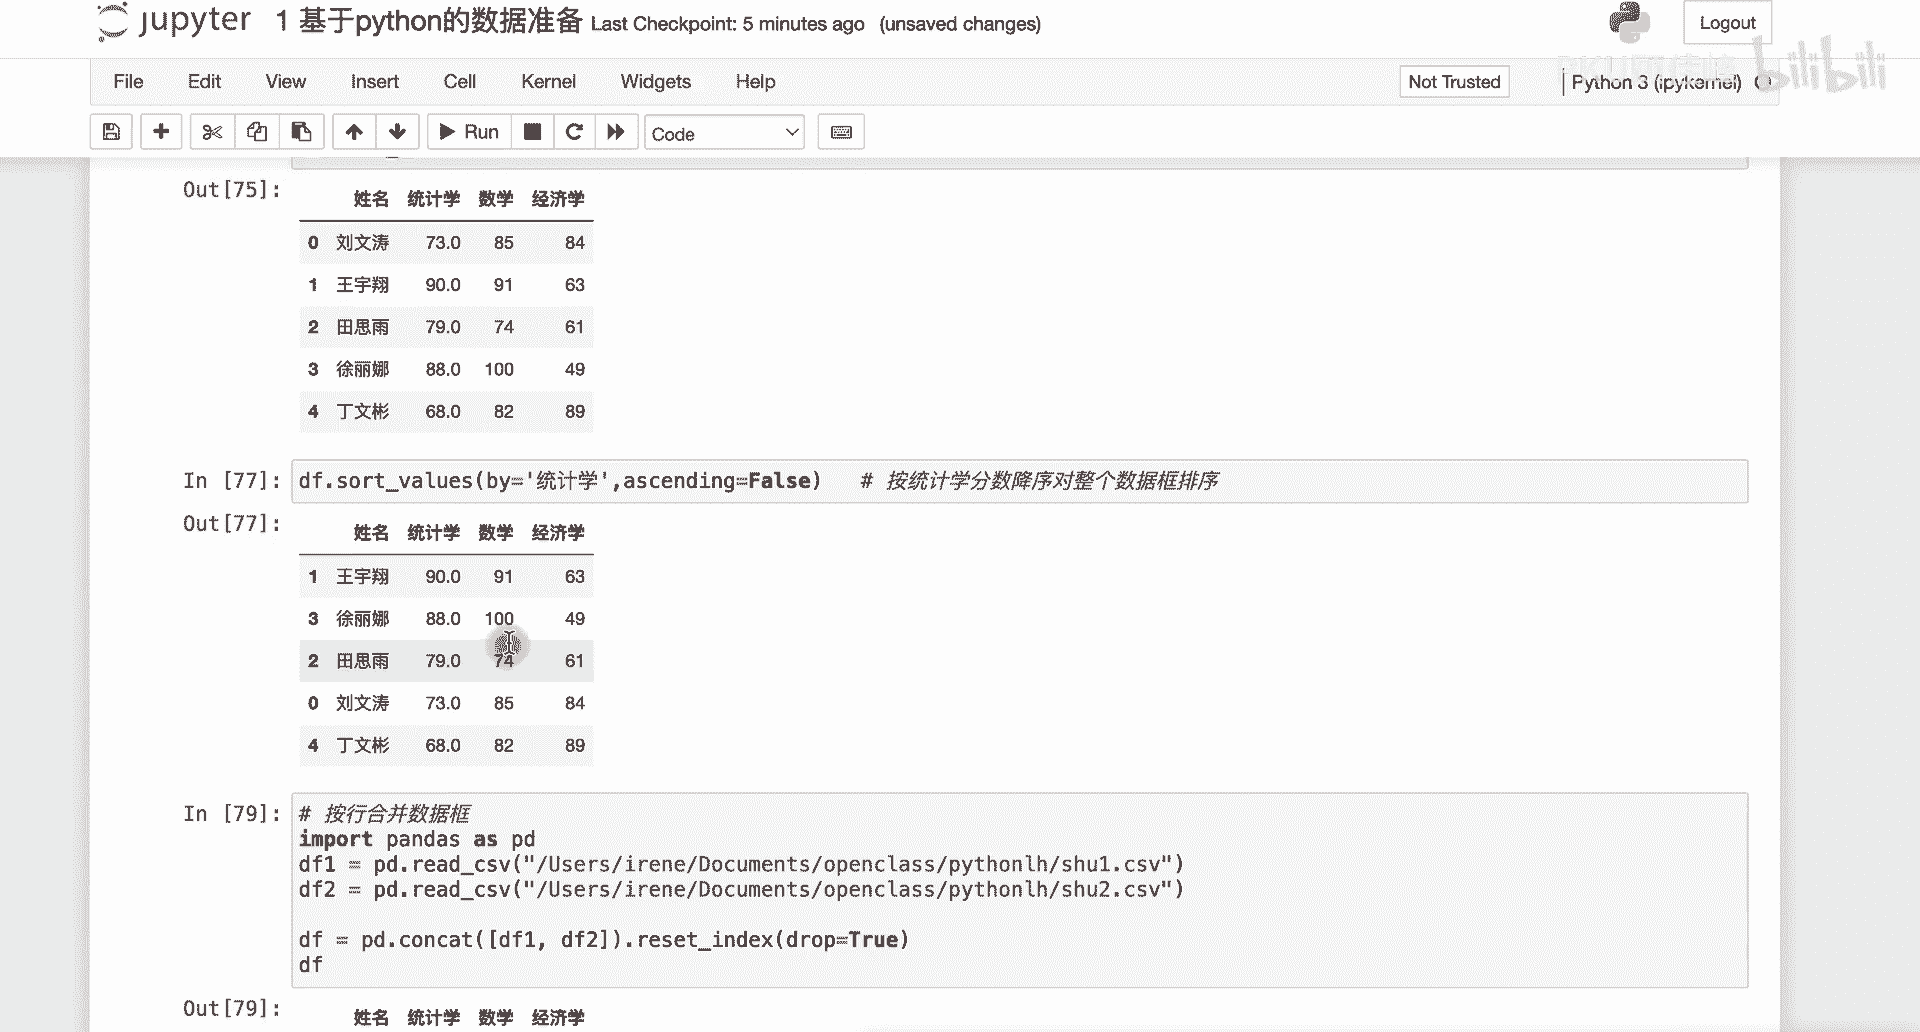 jupyter 1 基于python的数据准备 Last Checkpoint: 5 minutes ago (unsaved changes) Logout
bilibili
File Edit View Insert Cell Kernel Widgets Help Not Trusted Python 3 (ipykernel)
Run Code
Out[75]:
姓名 统计学 数学 经济学
0 刘文涛 73.0 85 84
1 王宇翔 90.0 91 63
2 田思雨 79.0 74 61
3 徐丽娜 88.0 100 49
4 丁文彬 68.0 82 89
In [77]: df.sort_values(by='统计学',ascending=False) # 按统计学分数降序对整个数据框排序
Out[77]:
姓名 统计学 数学 经济学
1 王宇翔 90.0 91 63
3 徐丽娜 88.0 100 49
2 田思雨 79.0 74 61
0 刘文涛 73.0 85 84
4 丁文彬 68.0 82 89
In [79]: # 按行合并数据框
import pandas as pd
df1 = pd.read_csv("/Users/irene/Documents/openclass/pythonlh/shu1.csv")
df2 = pd.read_csv("/Users/irene/Documents/openclass/pythonlh/shu2.csv")
df = pd.concat([df1, df2]).reset_index(drop=True)
df
Out[79]:
姓名 统计学 数学 经济学